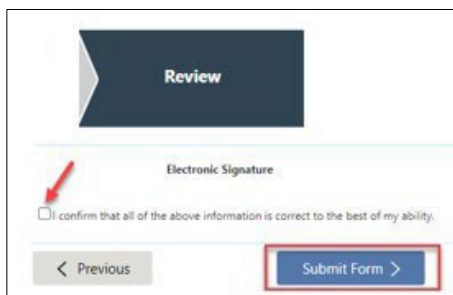 Review
Electronic Signature
I confirm that all of the above information is correct to the best of my ability.
Previous
Submit Form